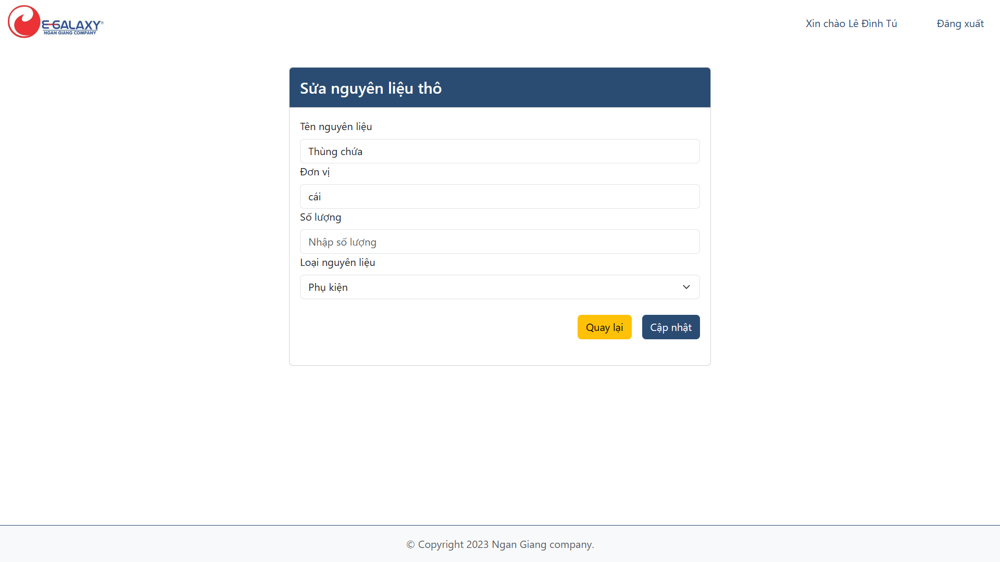 E-GALAXY®
NGAN GIANG COMPANY
Xin chào Lê Đình Tú
Đăng xuất
Sửa nguyên liệu thô
Tên nguyên liệu
Thùng chứa
Đơn vị
cái
Số lượng
Nhập số lượng
Loại nguyên liệu
Phụ kiện
Quay lại
Cập nhật
© Copyright 2023 Ngan Giang company.